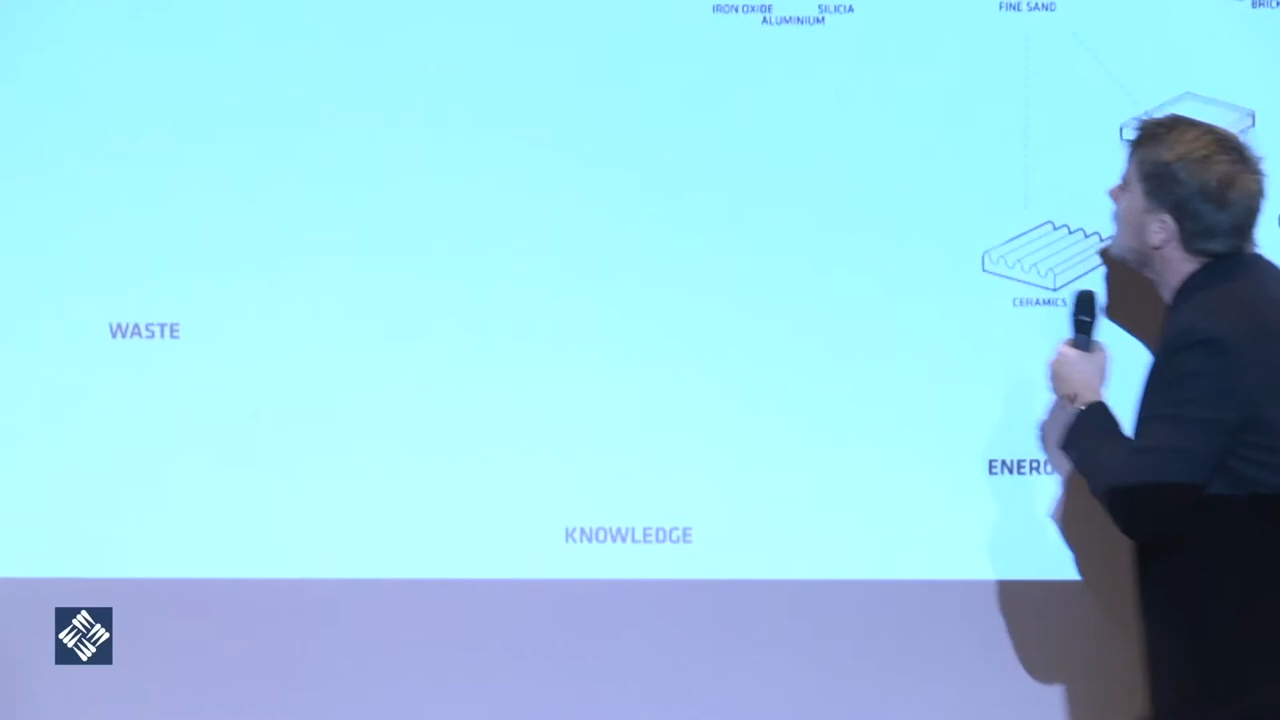 IRON OXIDE
SILICIA
ALUMINIUM
FINE SAND
CERAMICS
WASTE
KNOWLEDGE